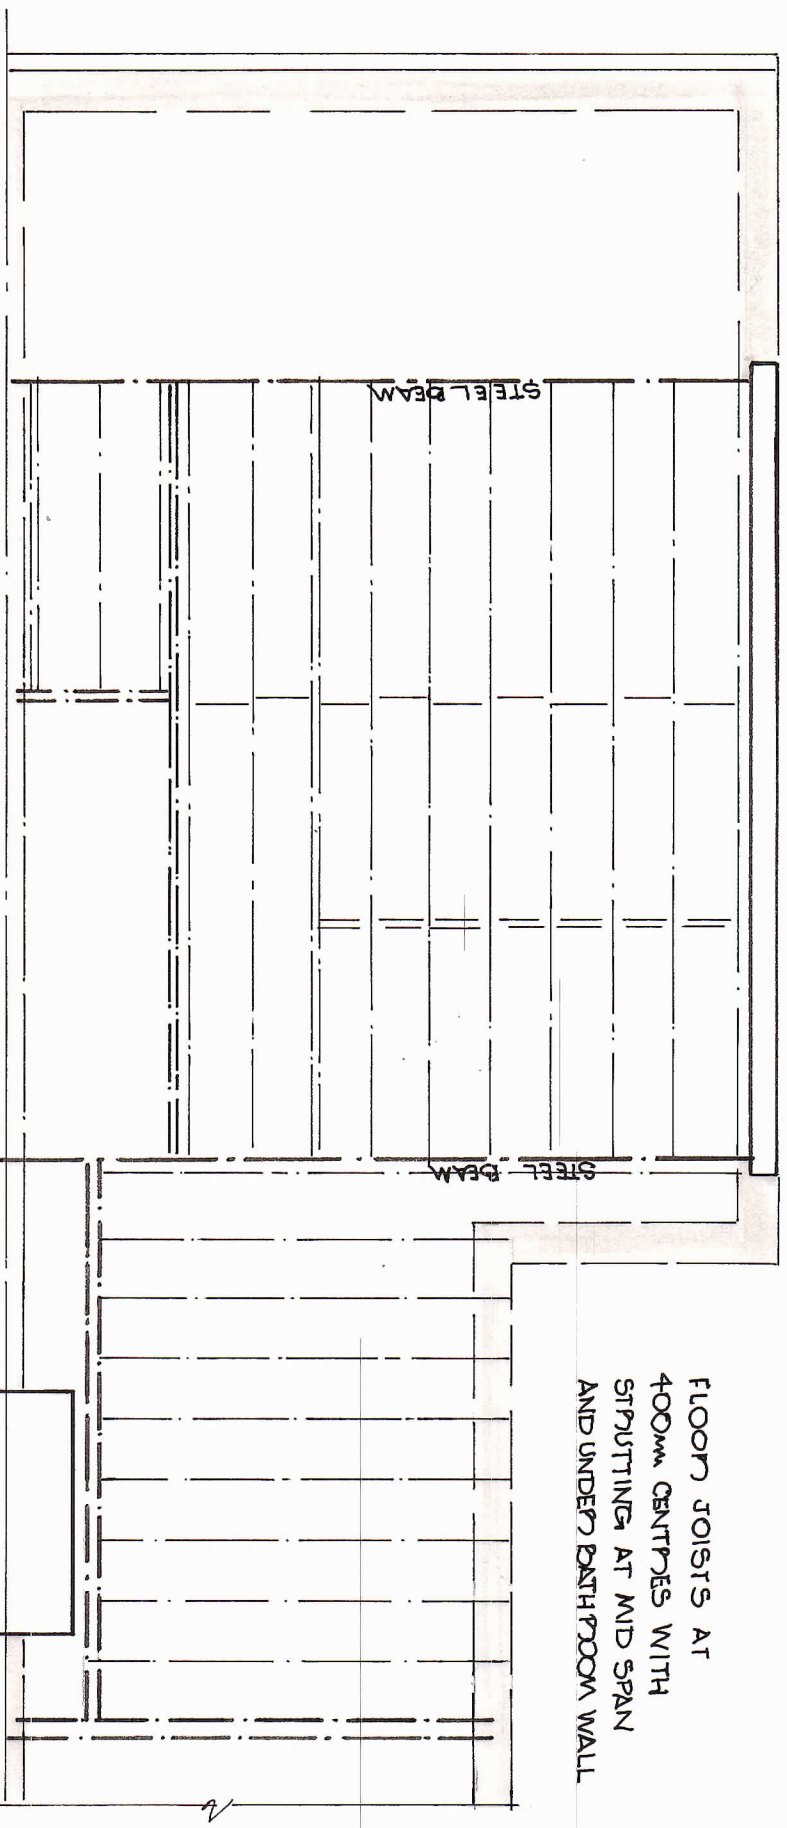 STEEL BEAM
STEEL BEAM
FLOOR JOISTS AT
400mm CENTRES WITH
STRUTTING AT MID SPAN
AND UNDER BATHROOM WALL